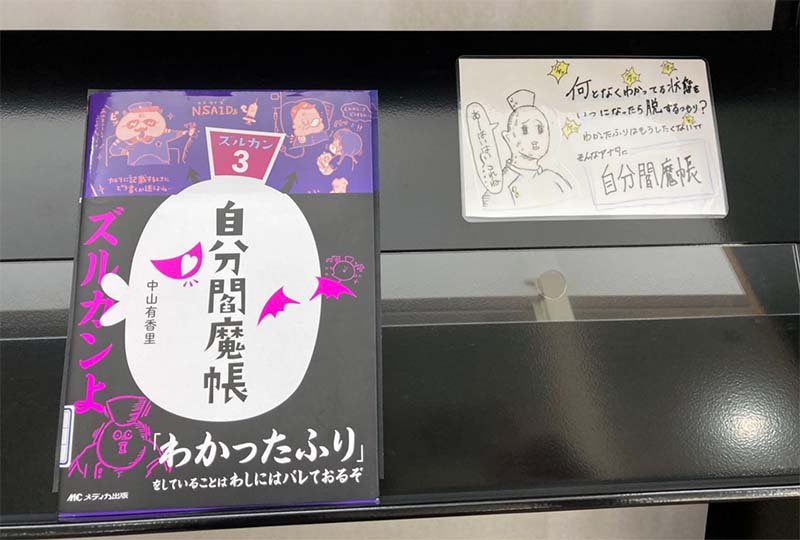 NSAIDs
ズルカン
3
自分閻魔帳
中山有香里
ズルカンよ
「わかったふり」
をしていることはわしにはバレておるぞ
MC メディカ出版
何となくわかってる状態を
いつになったら脱するつもり?
わかったふりはもうしたくない
そんなアナタに
自分閻魔帳